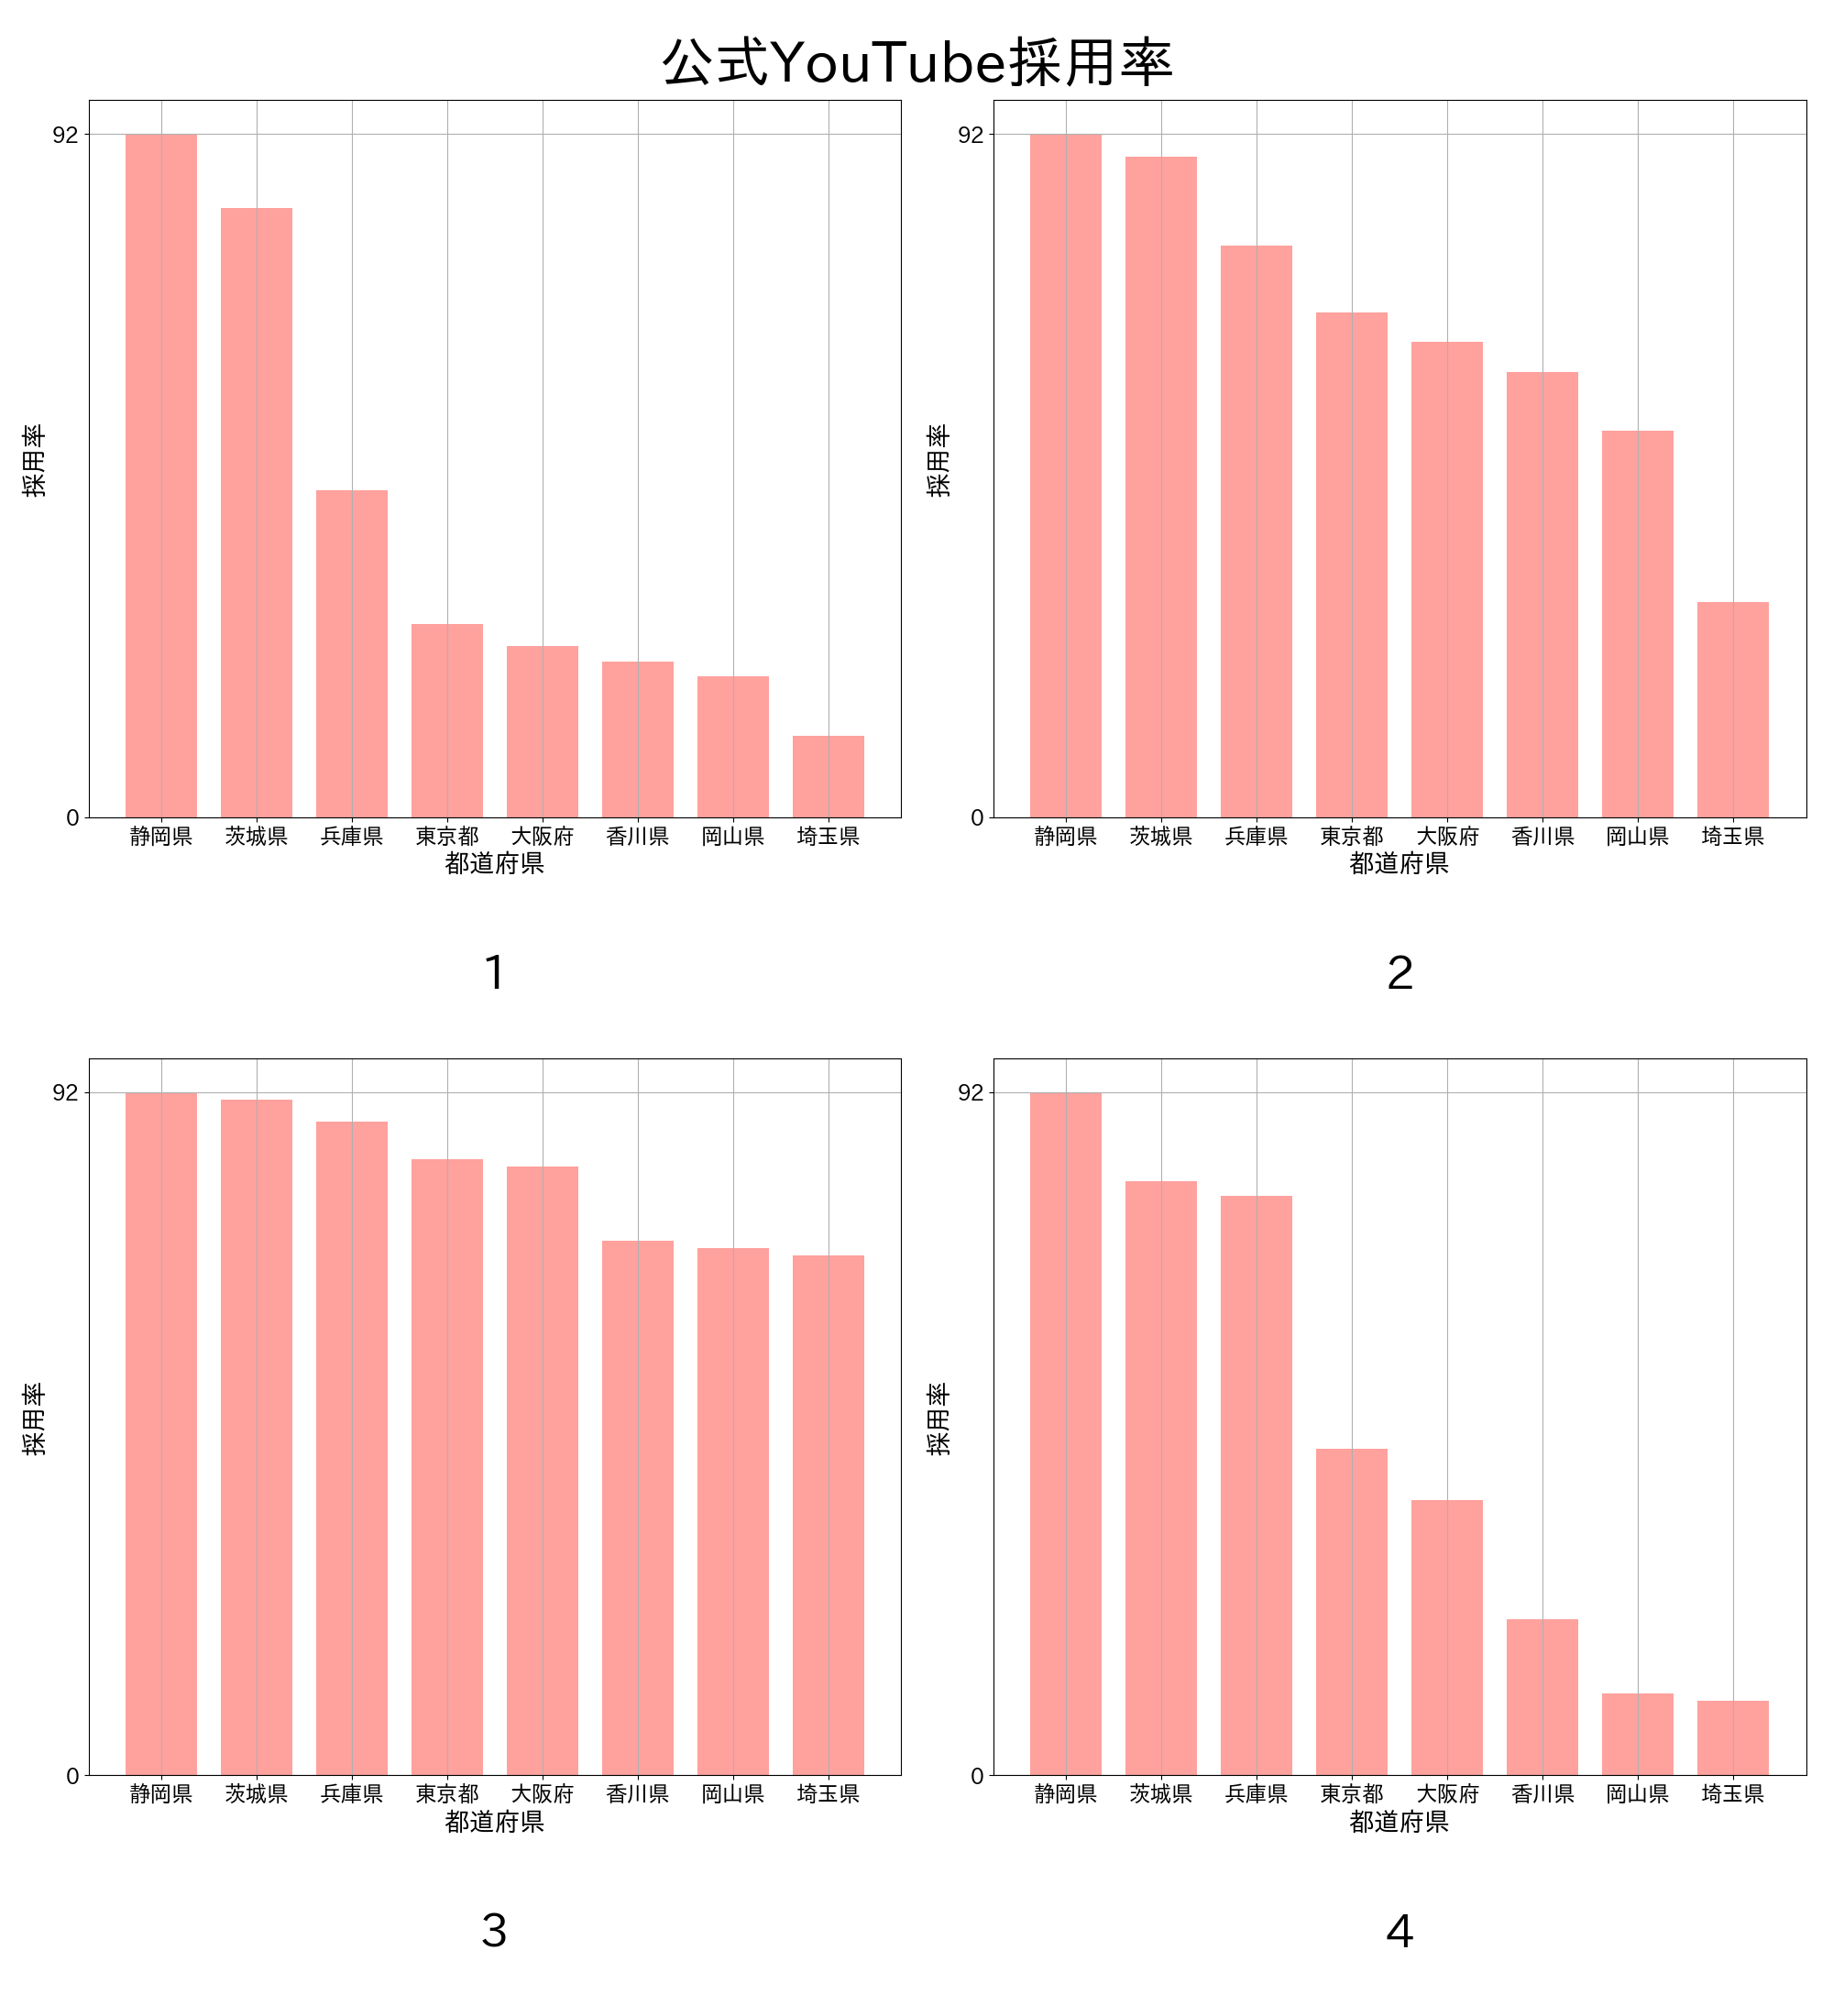 公式YouTube採用率
92
0
採用率
静岡県 茨城県 兵庫県 東京都 大阪府 香川県 岡山県 埼玉県
都道府県
1
92
0
採用率
静岡県 茨城県 兵庫県 東京都 大阪府 香川県 岡山県 埼玉県
都道府県
2
92
0
採用率
静岡県 茨城県 兵庫県 東京都 大阪府 香川県 岡山県 埼玉県
都道府県
3
92
0
採用率
静岡県 茨城県 兵庫県 東京都 大阪府 香川県 岡山県 埼玉県
都道府県
4